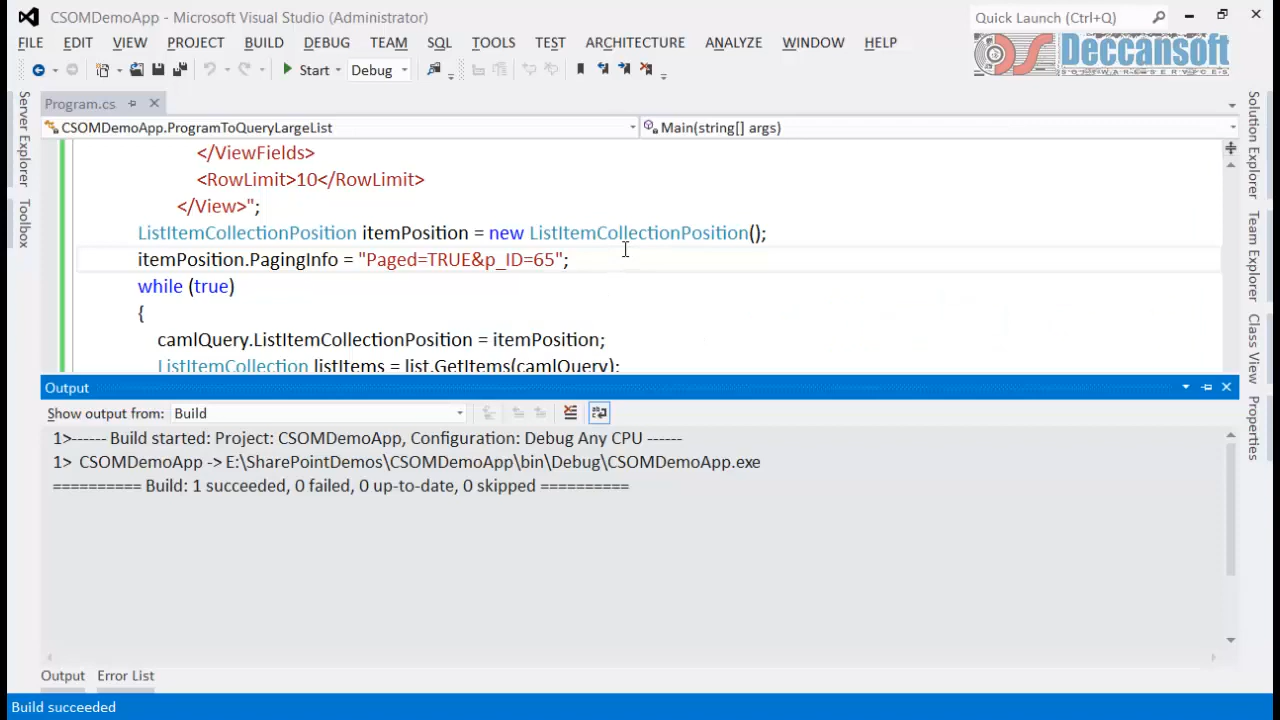 CSOMDemoApp - Microsoft Visual Studio (Administrator)
Quick Launch (Ctrl+Q)
FILE EDIT VIEW PROJECT BUILD DEBUG TEAM SQL TOOLS TEST ARCHITECTURE ANALYZE WINDOW HELP
Deccansoft
SOFTWARE SERVICES
Start Debug
Program.cs
CSOMDemoApp.ProgramToQueryLargeList Main(string[] args)
Server Explorer
Toolbox
</ViewFields>
<RowLimit>10</RowLimit>
</View>";
ListItemCollectionPosition itemPosition = new ListItemCollectionPosition();
itemPosition.PagingInfo = "Paged=TRUE&p_ID=65";
while (true)
{
camlQuery.ListItemCollectionPosition = itemPosition;
ListItemCollection listItems = list.GetItems(camlQuery);
Solution Explorer
Team Explorer
Class View
Properties
Output
Show output from: Build
1>------ Build started: Project: CSOMDemoApp, Configuration: Debug Any CPU ------
1> CSOMDemoApp -> E:\SharePointDemos\CSOMDemoApp\bin\Debug\CSOMDemoApp.exe
========== Build: 1 succeeded, 0 failed, 0 up-to-date, 0 skipped ==========
Output Error List
Build succeeded